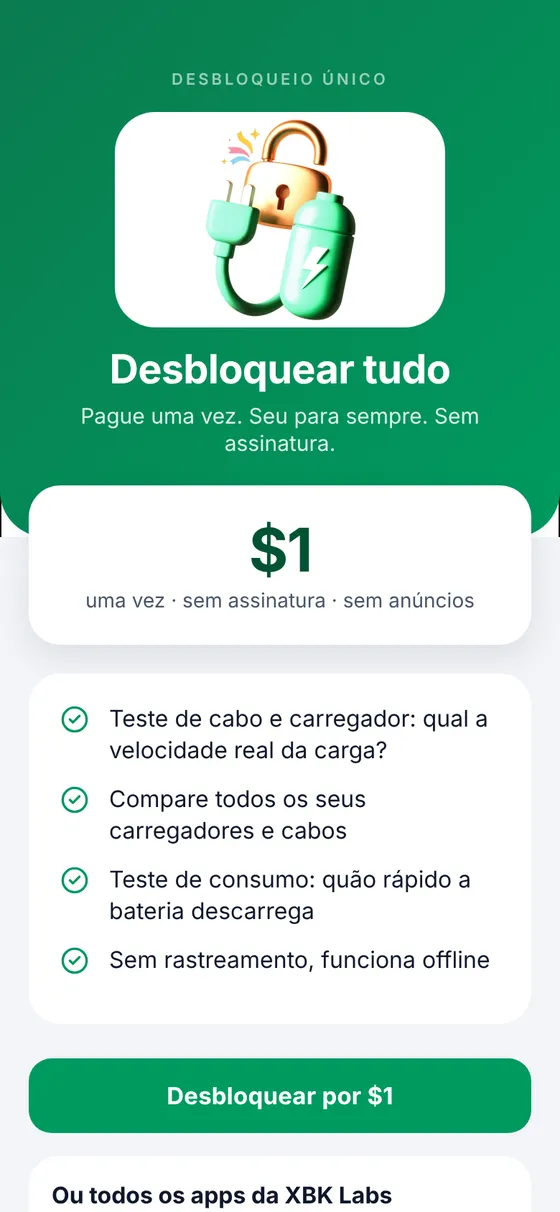 DESBLOQUEIO ÚNICO
Desbloquear tudo
Pague uma vez. Seu para sempre. Sem
assinatura.
$1
uma vez · sem assinatura · sem anúncios
Teste de cabo e carregador: qual a
velocidade real da carga?
Compare todos os seus
carregadores e cabos
Teste de consumo: quão rápido a
bateria descarrega
Sem rastreamento, funciona offline
Desbloquear por $1
Ou todos os apps da XBK Labs